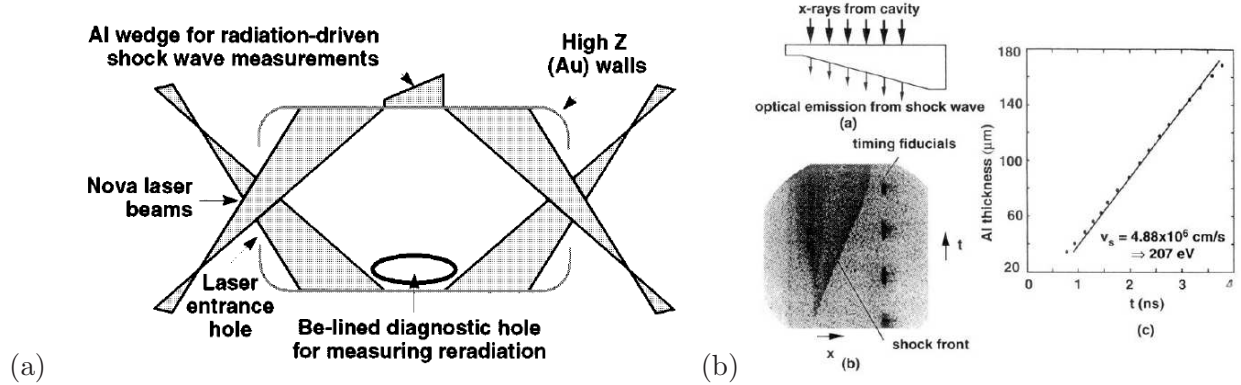 Al wedge for radiation-driven
shock wave measurements
High Z
(Au) walls
Nova laser
beams
Laser
entrance
hole
Be-lined diagnostic hole
for measuring reradiation
(a)
x-rays from cavity
optical emission from shock wave
(a)
timing fiducials
t
shock front
x
(b)
(b)
180
140
100
60
20
Al thickness (μm)
v_s = 4.88x10^6 cm/s
⇒ 207 eV
0
1
2
3
t (ns)
(c)